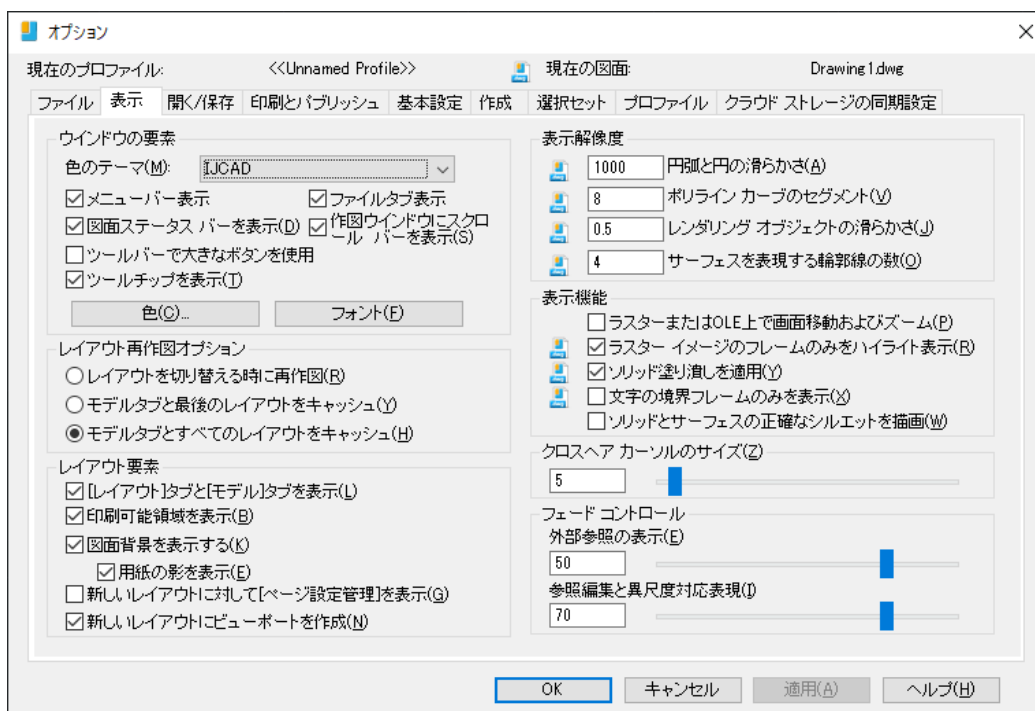 オプション
現在のプロファイル: <<Unnamed Profile>> 現在の図面: Drawing1.dwg
ファイル 表示 開く/保存 印刷とパブリッシュ 基本設定 作成 選択セット プロファイル クラウド ストレージの同期設定
ウインドウの要素
色のテーマ(M): IJCAD
メニューバー表示 ファイルタブ表示
図面ステータス バーを表示(D) 作図ウインドウにスクロ
ール バーを表示(S)
ツールバーで大きなボタンを使用
ツールチップを表示(T)
色(C)... フォント(F)
レイアウト再作図オプション
レイアウトを切り替える時に再作図(R)
モデルタブと最後のレイアウトをキャッシュ(Y)
モデルタブとすべてのレイアウトをキャッシュ(H)
レイアウト要素
[レイアウト]タブと[モデル]タブを表示(L)
印刷可能領域を表示(B)
図面背景を表示する(K)
用紙の影を表示(E)
新しいレイアウトに対して[ページ設定管理]を表示(G)
新しいレイアウトにビューポートを作成(N)
表示解像度
1000 円弧と円の滑らかさ(A)
8 ポリライン カーブのセグメント(V)
0.5 レンダリング オブジェクトの滑らかさ(J)
4 サーフェスを表現する輪郭線の数(O)
表示機能
ラスターまたはOLE上で画面移動およびズーム(P)
ラスター イメージのフレームのみをハイライト表示(R)
ソリッド塗り潰しを適用(Y)
文字の境界フレームのみを表示(X)
ソリッドとサーフェスの正確なシルエットを描画(W)
クロスヘア カーソルのサイズ(Z)
5
フェード コントロール
外部参照の表示(E)
50
参照編集と異尺度対応表現(I)
70
OK キャンセル 適用(A) ヘルプ(H)